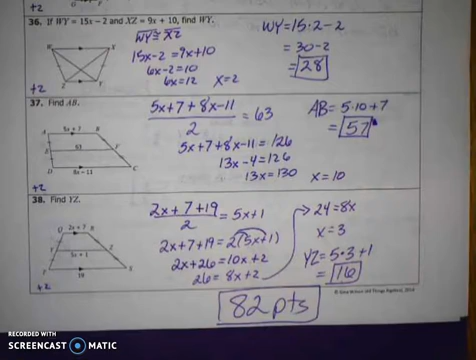 36. If WY = 15x − 2 and XZ = 9x + 10, find WY.
WY ≅ XZ
15x-2 = 9x+10
6x-2 = 10
6x = 12
x = 2
WY = 15·2-2
= 30-2
= 28
W
X
Z
Y
+2
37. Find AB.
A
5x + 7
B
E
63
F
D
8x − 11
C
+2
5x+7+8x-11 = 63
2
5x+7+8x-11 = 126
13x-4 = 126
13x = 130
x = 10
AB = 5·10+7
= 57
38. Find YZ.
Q
2x + 7
R
Y
5x + 1
Z
19
S
+2
2x+7+19 = 5x+1
2
2x+7+19 = 2(5x+1)
2x+26 = 10x+2
26 = 8x+2
24 = 8x
x = 3
YZ = 5·3+1
= 16
82 pts
RECORDED WITH
SCREENCAST MATIC